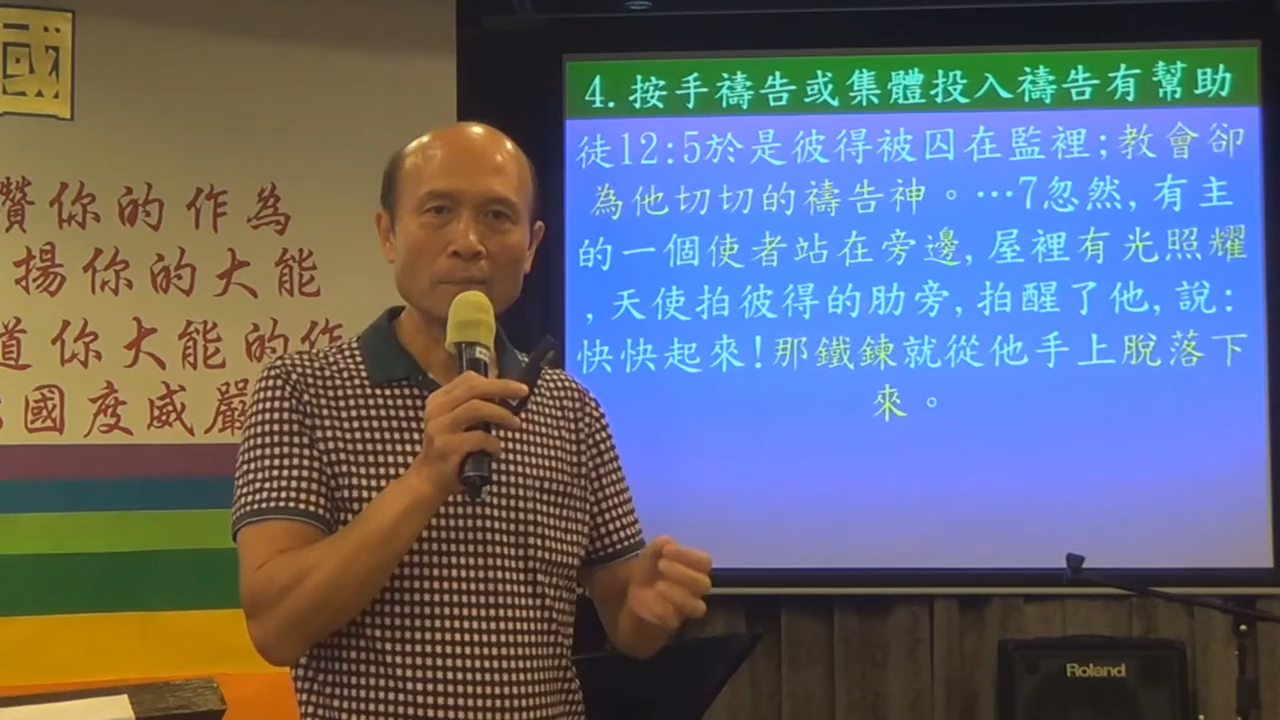 國
讚你的作為
揚你的大能
道你大能的作
國度威嚴
4.按手禱告或集體投入禱告有幫助
徒12:5於是彼得被囚在監裡;教會卻
為他切切的禱告神。…7忽然,有主
的一個使者站在旁邊,屋裡有光照耀
,天使拍彼得的肋旁,拍醒了他,說:
快快起來!那鐵鍊就從他手上脫落下
來。
Roland